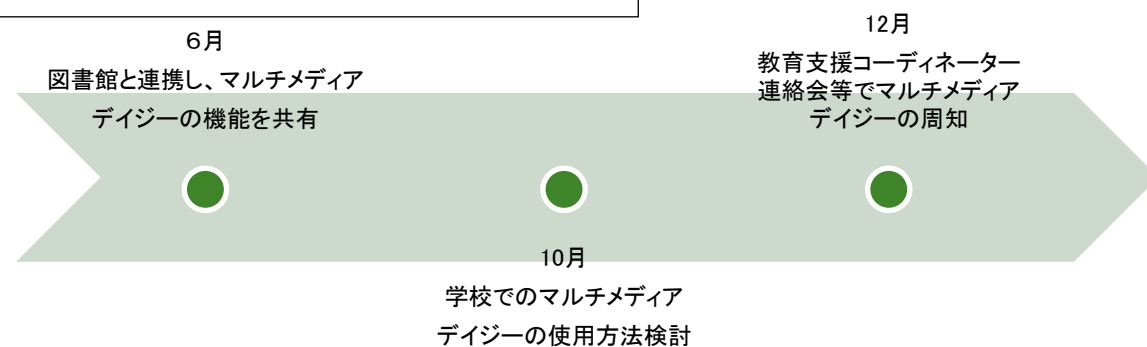 ６月
図書館と連携し、マルチメディア
デイジーの機能を共有
10月
学校でのマルチメディア
デイジーの使用方法検討
12月
教育支援コーディネーター
連絡会等でマルチメディア
デイジーの周知